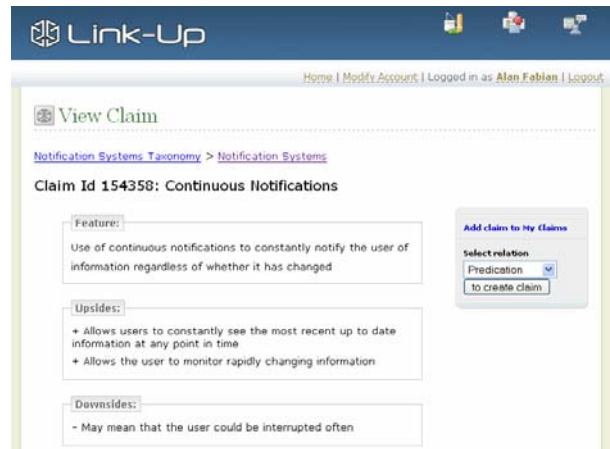 Link-Up
Home | Modify Account | Logged in as Alan Fabian | Logout
View Claim
Notification Systems Taxonomy > Notification Systems
Claim Id 154358: Continuous Notifications
Feature:
Use of continuous notifications to constantly notify the user of
information regardless of whether it has changed
Upsides:
+ Allows users to constantly see the most recent up to date
information at any point in time
+ Allows the user to monitor rapidly changing information
Downsides:
- May mean that the user could be interrupted often
Add claim to My Claims
Select relation
Predication
to create claim